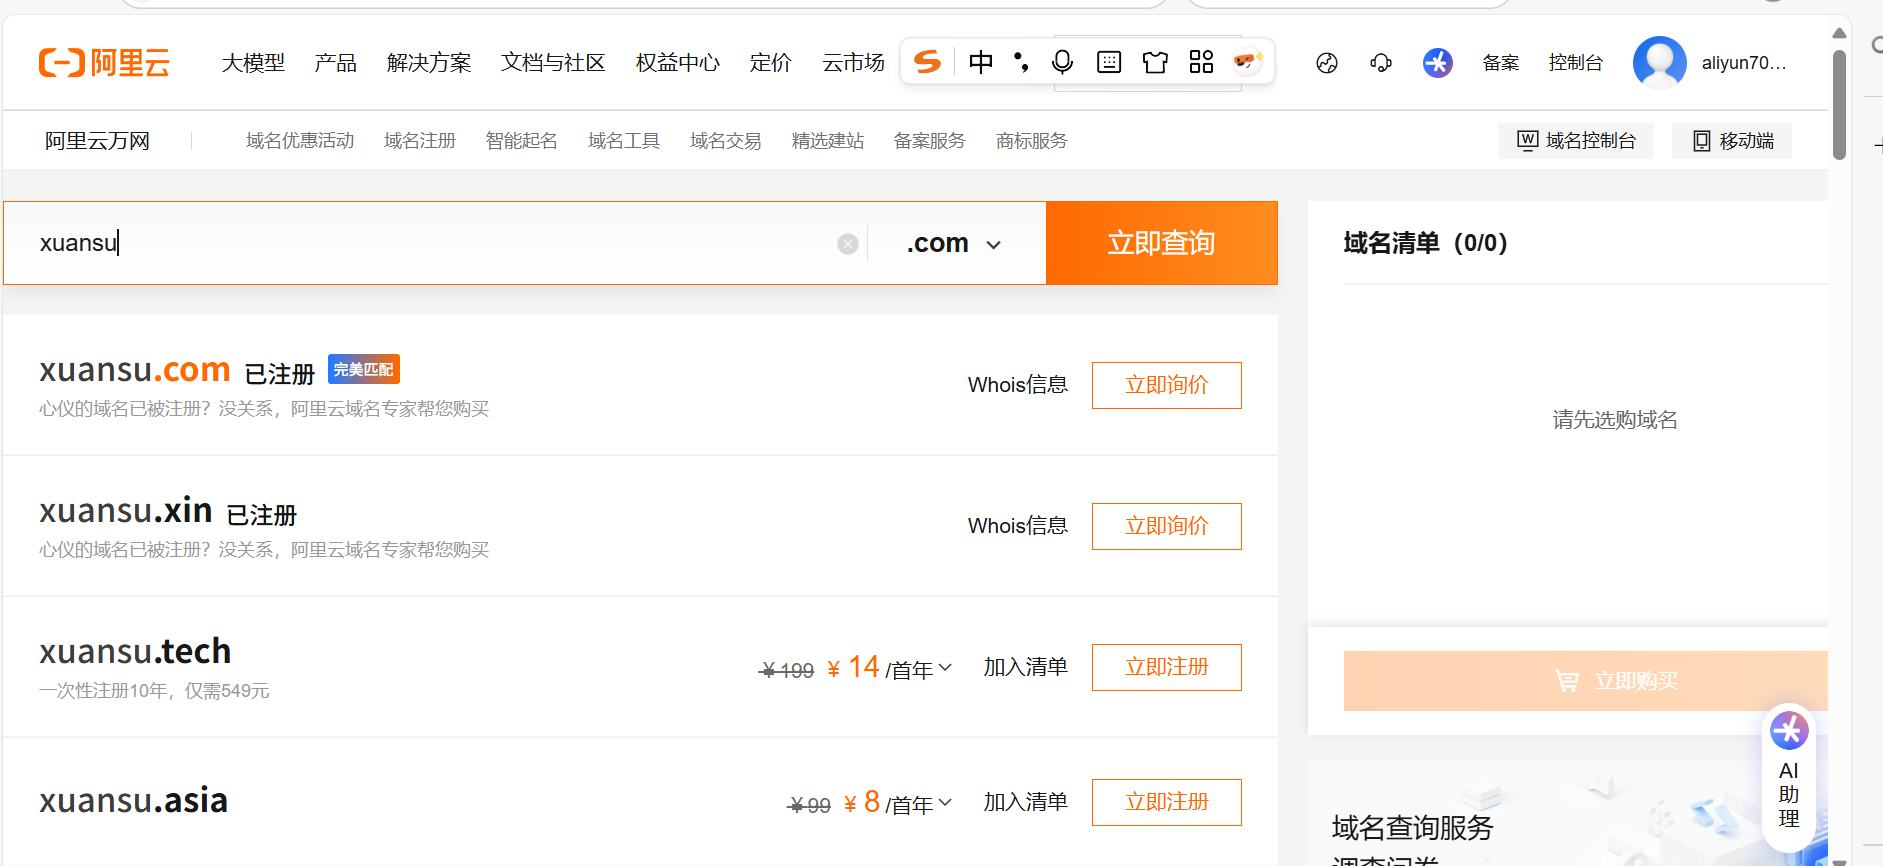 阿里云 大模型 产品 解决方案 文档与社区 权益中心 定价 云市场 中 备案 控制台 aliyun70...
阿里云万网 域名优惠活动 域名注册 智能起名 域名工具 域名交易 精选建站 备案服务 商标服务 域名控制台 移动端
xuansu .com 立即查询
域名清单（0/0）
xuansu.com 已注册 完美匹配
心仪的域名已被注册？没关系，阿里云域名专家帮您购买
Whois信息 立即询价
请先选购域名
xuansu.xin 已注册
心仪的域名已被注册？没关系，阿里云域名专家帮您购买
Whois信息 立即询价
xuansu.tech
一次性注册10年，仅需549元
¥199 ¥ 14 /首年 加入清单 立即注册
立即购买
xuansu.asia
¥99 ¥ 8 /首年 加入清单 立即注册
AI
助
理
域名查询服务
调查问卷